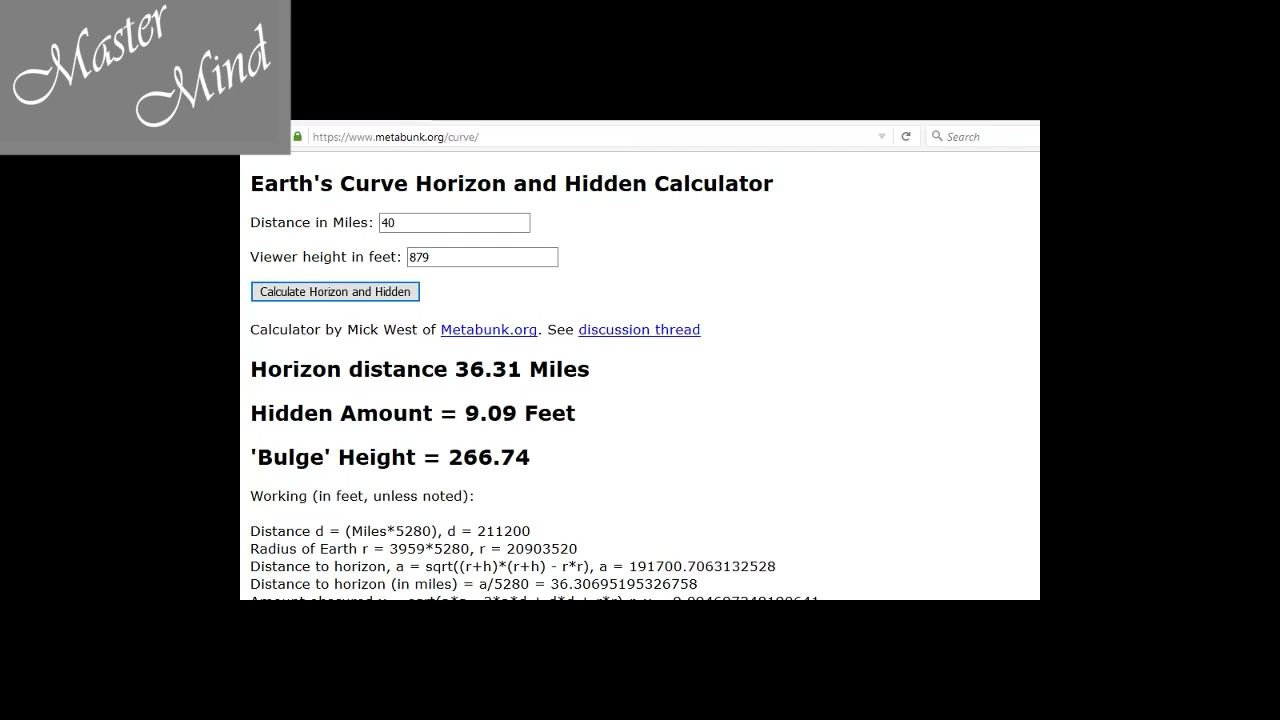 Master
Mind
https://www.metabunk.org/curve/
Search
Earth's Curve Horizon and Hidden Calculator
Distance in Miles: 40
Viewer height in feet: 879
Calculate Horizon and Hidden
Calculator by Mick West of Metabunk.org. See discussion thread
Horizon distance 36.31 Miles
Hidden Amount = 9.09 Feet
'Bulge' Height = 266.74
Working (in feet, unless noted):
Distance d = (Miles*5280), d = 211200
Radius of Earth r = 3959*5280, r = 20903520
Distance to horizon, a = sqrt((r+h)*(r+h) - r*r), a = 191700.7063132528
Distance to horizon (in miles) = a/5280 = 36.30695195326758